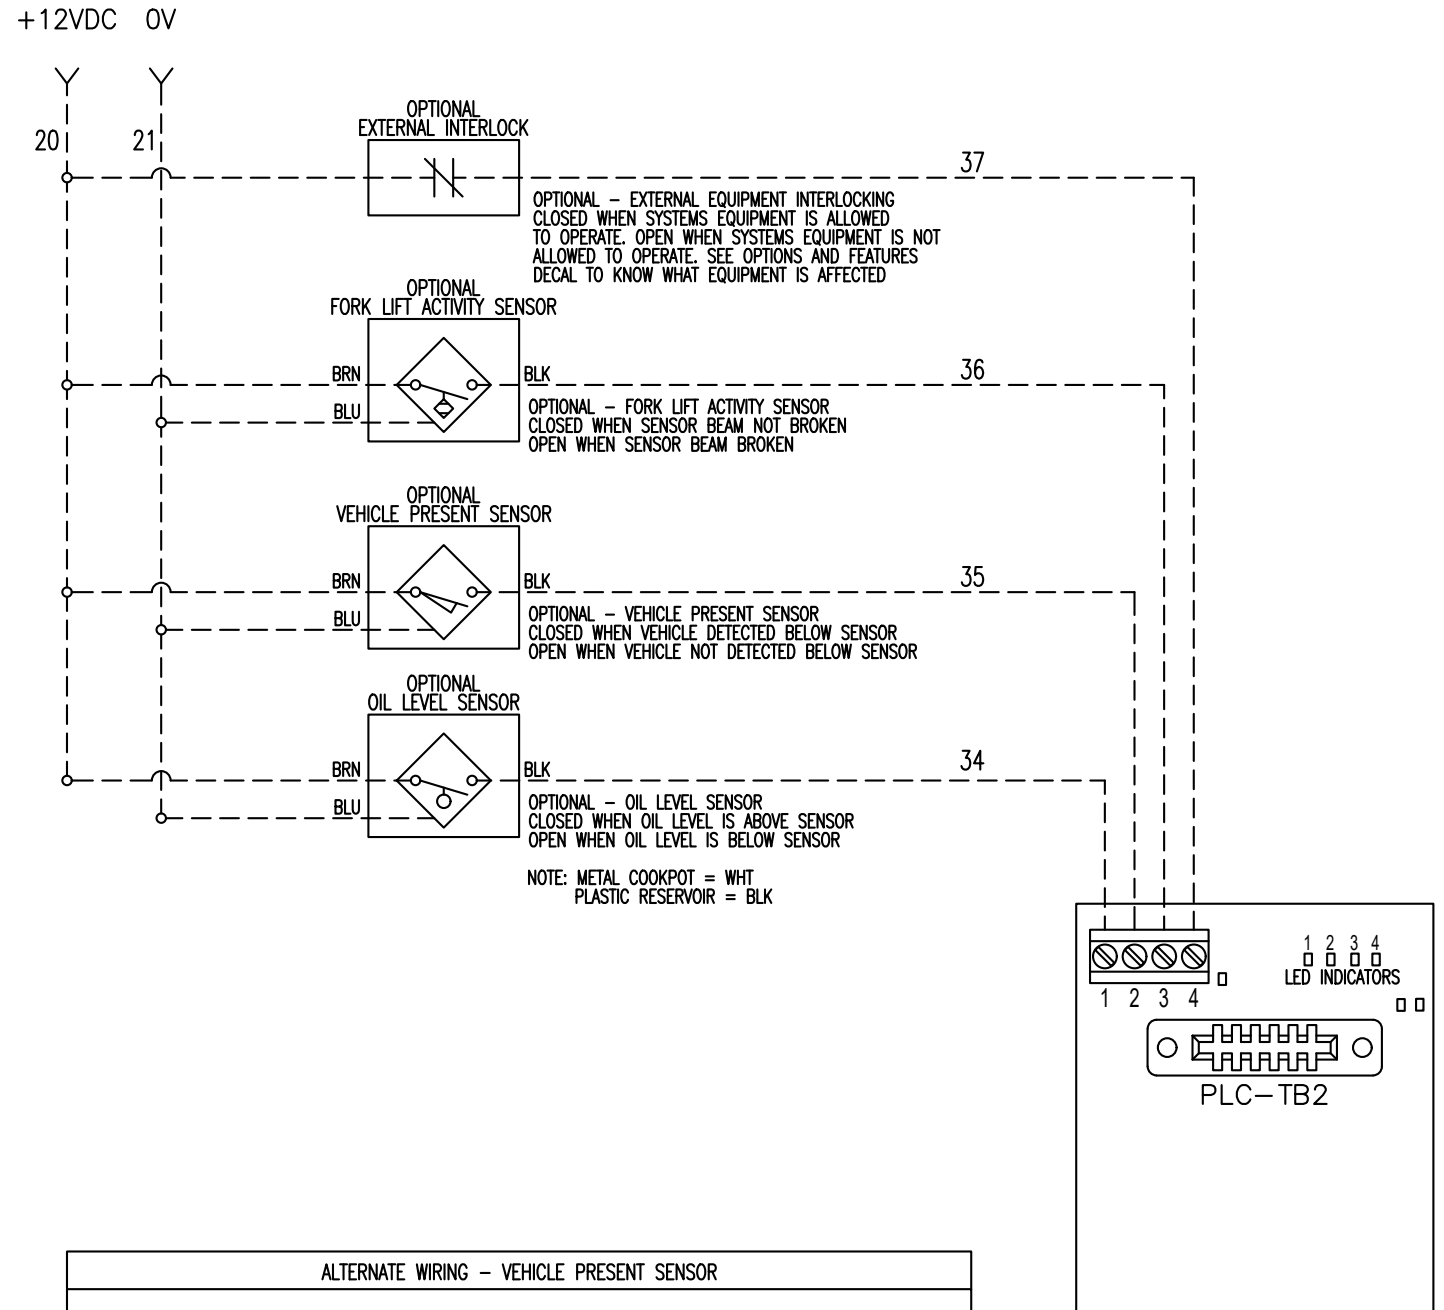 +12VDC 0V
20 21
OPTIONAL
EXTERNAL INTERLOCK
37
OPTIONAL – EXTERNAL EQUIPMENT INTERLOCKING
CLOSED WHEN SYSTEMS EQUIPMENT IS ALLOWED
TO OPERATE. OPEN WHEN SYSTEMS EQUIPMENT IS NOT
ALLOWED TO OPERATE. SEE OPTIONS AND FEATURES
DECAL TO KNOW WHAT EQUIPMENT IS AFFECTED
OPTIONAL
FORK LIFT ACTIVITY SENSOR
BRN BLK 36
BLU
OPTIONAL – FORK LIFT ACTIVITY SENSOR
CLOSED WHEN SENSOR BEAM NOT BROKEN
OPEN WHEN SENSOR BEAM BROKEN
OPTIONAL
VEHICLE PRESENT SENSOR
BRN BLK 35
BLU
OPTIONAL – VEHICLE PRESENT SENSOR
CLOSED WHEN VEHICLE DETECTED BELOW SENSOR
OPEN WHEN VEHICLE NOT DETECTED BELOW SENSOR
OPTIONAL
OIL LEVEL SENSOR
BRN BLK 34
BLU
OPTIONAL – OIL LEVEL SENSOR
CLOSED WHEN OIL LEVEL IS ABOVE SENSOR
OPEN WHEN OIL LEVEL IS BELOW SENSOR
NOTE: METAL COOKPOT = WHT
PLASTIC RESERVOIR = BLK
1 2 3 4
LED INDICATORS
1 2 3 4
PLC–TB2
ALTERNATE WIRING – VEHICLE PRESENT SENSOR